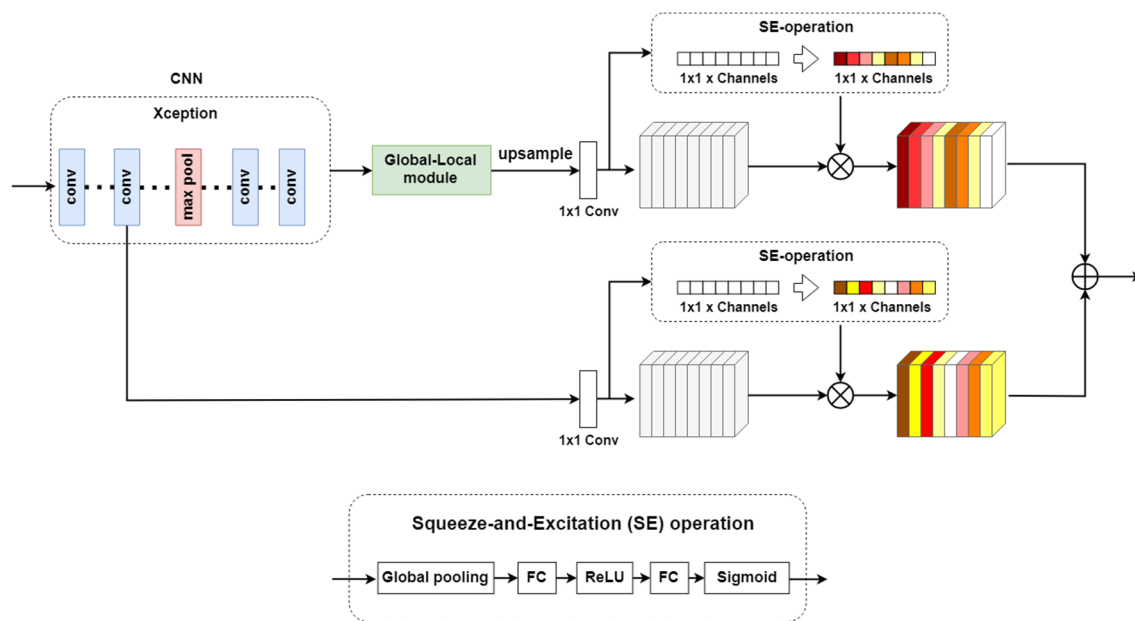 SE-operation
1x1 x Channels
1x1 x Channels
CNN
Xception
conv
conv
max pool
conv
conv
Global-Local
module
upsample
1x1 Conv
SE-operation
1x1 x Channels
1x1 x Channels
1x1 Conv
Squeeze-and-Excitation (SE) operation
Global pooling
FC
ReLU
FC
Sigmoid